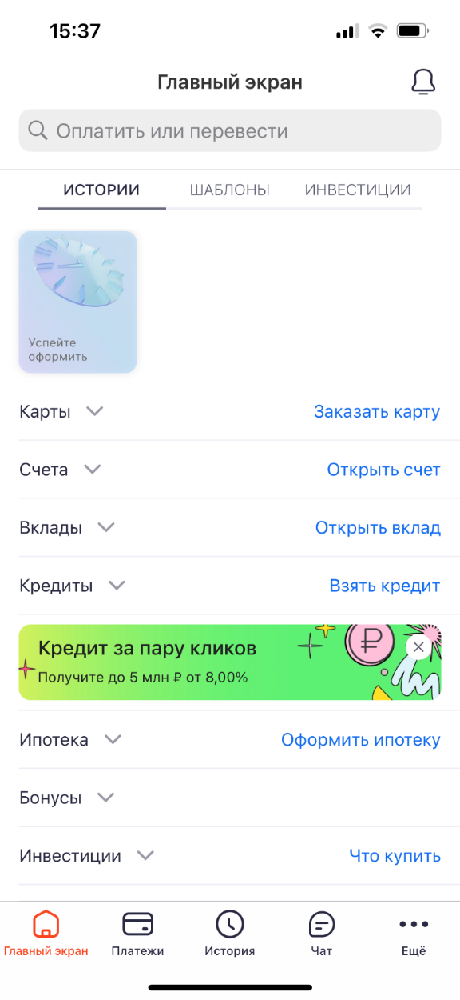 15:37
Главный экран
Оплатить или перевести
ИСТОРИИ ШАБЛОНЫ ИНВЕСТИЦИИ
Успейте
оформить
Карты Заказать карту
Счета Открыть счет
Вклады Открыть вклад
Кредиты Взять кредит
Кредит за пару кликов
Получите до 5 млн ₽ от 8,00%
Ипотека Оформить ипотеку
Бонусы
Инвестиции Что купить
Главный экран Платежи История Чат Ещё